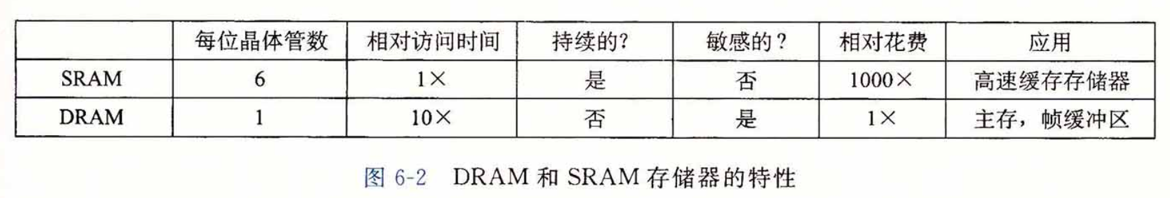 每位晶体管数 相对访问时间 持续的? 敏感的? 相对花费 应用
SRAM 6 1× 是 否 1000× 高速缓存存储器
DRAM 1 10× 否 是 1× 主存，帧缓冲区
图 6-2 DRAM 和 SRAM 存储器的特性